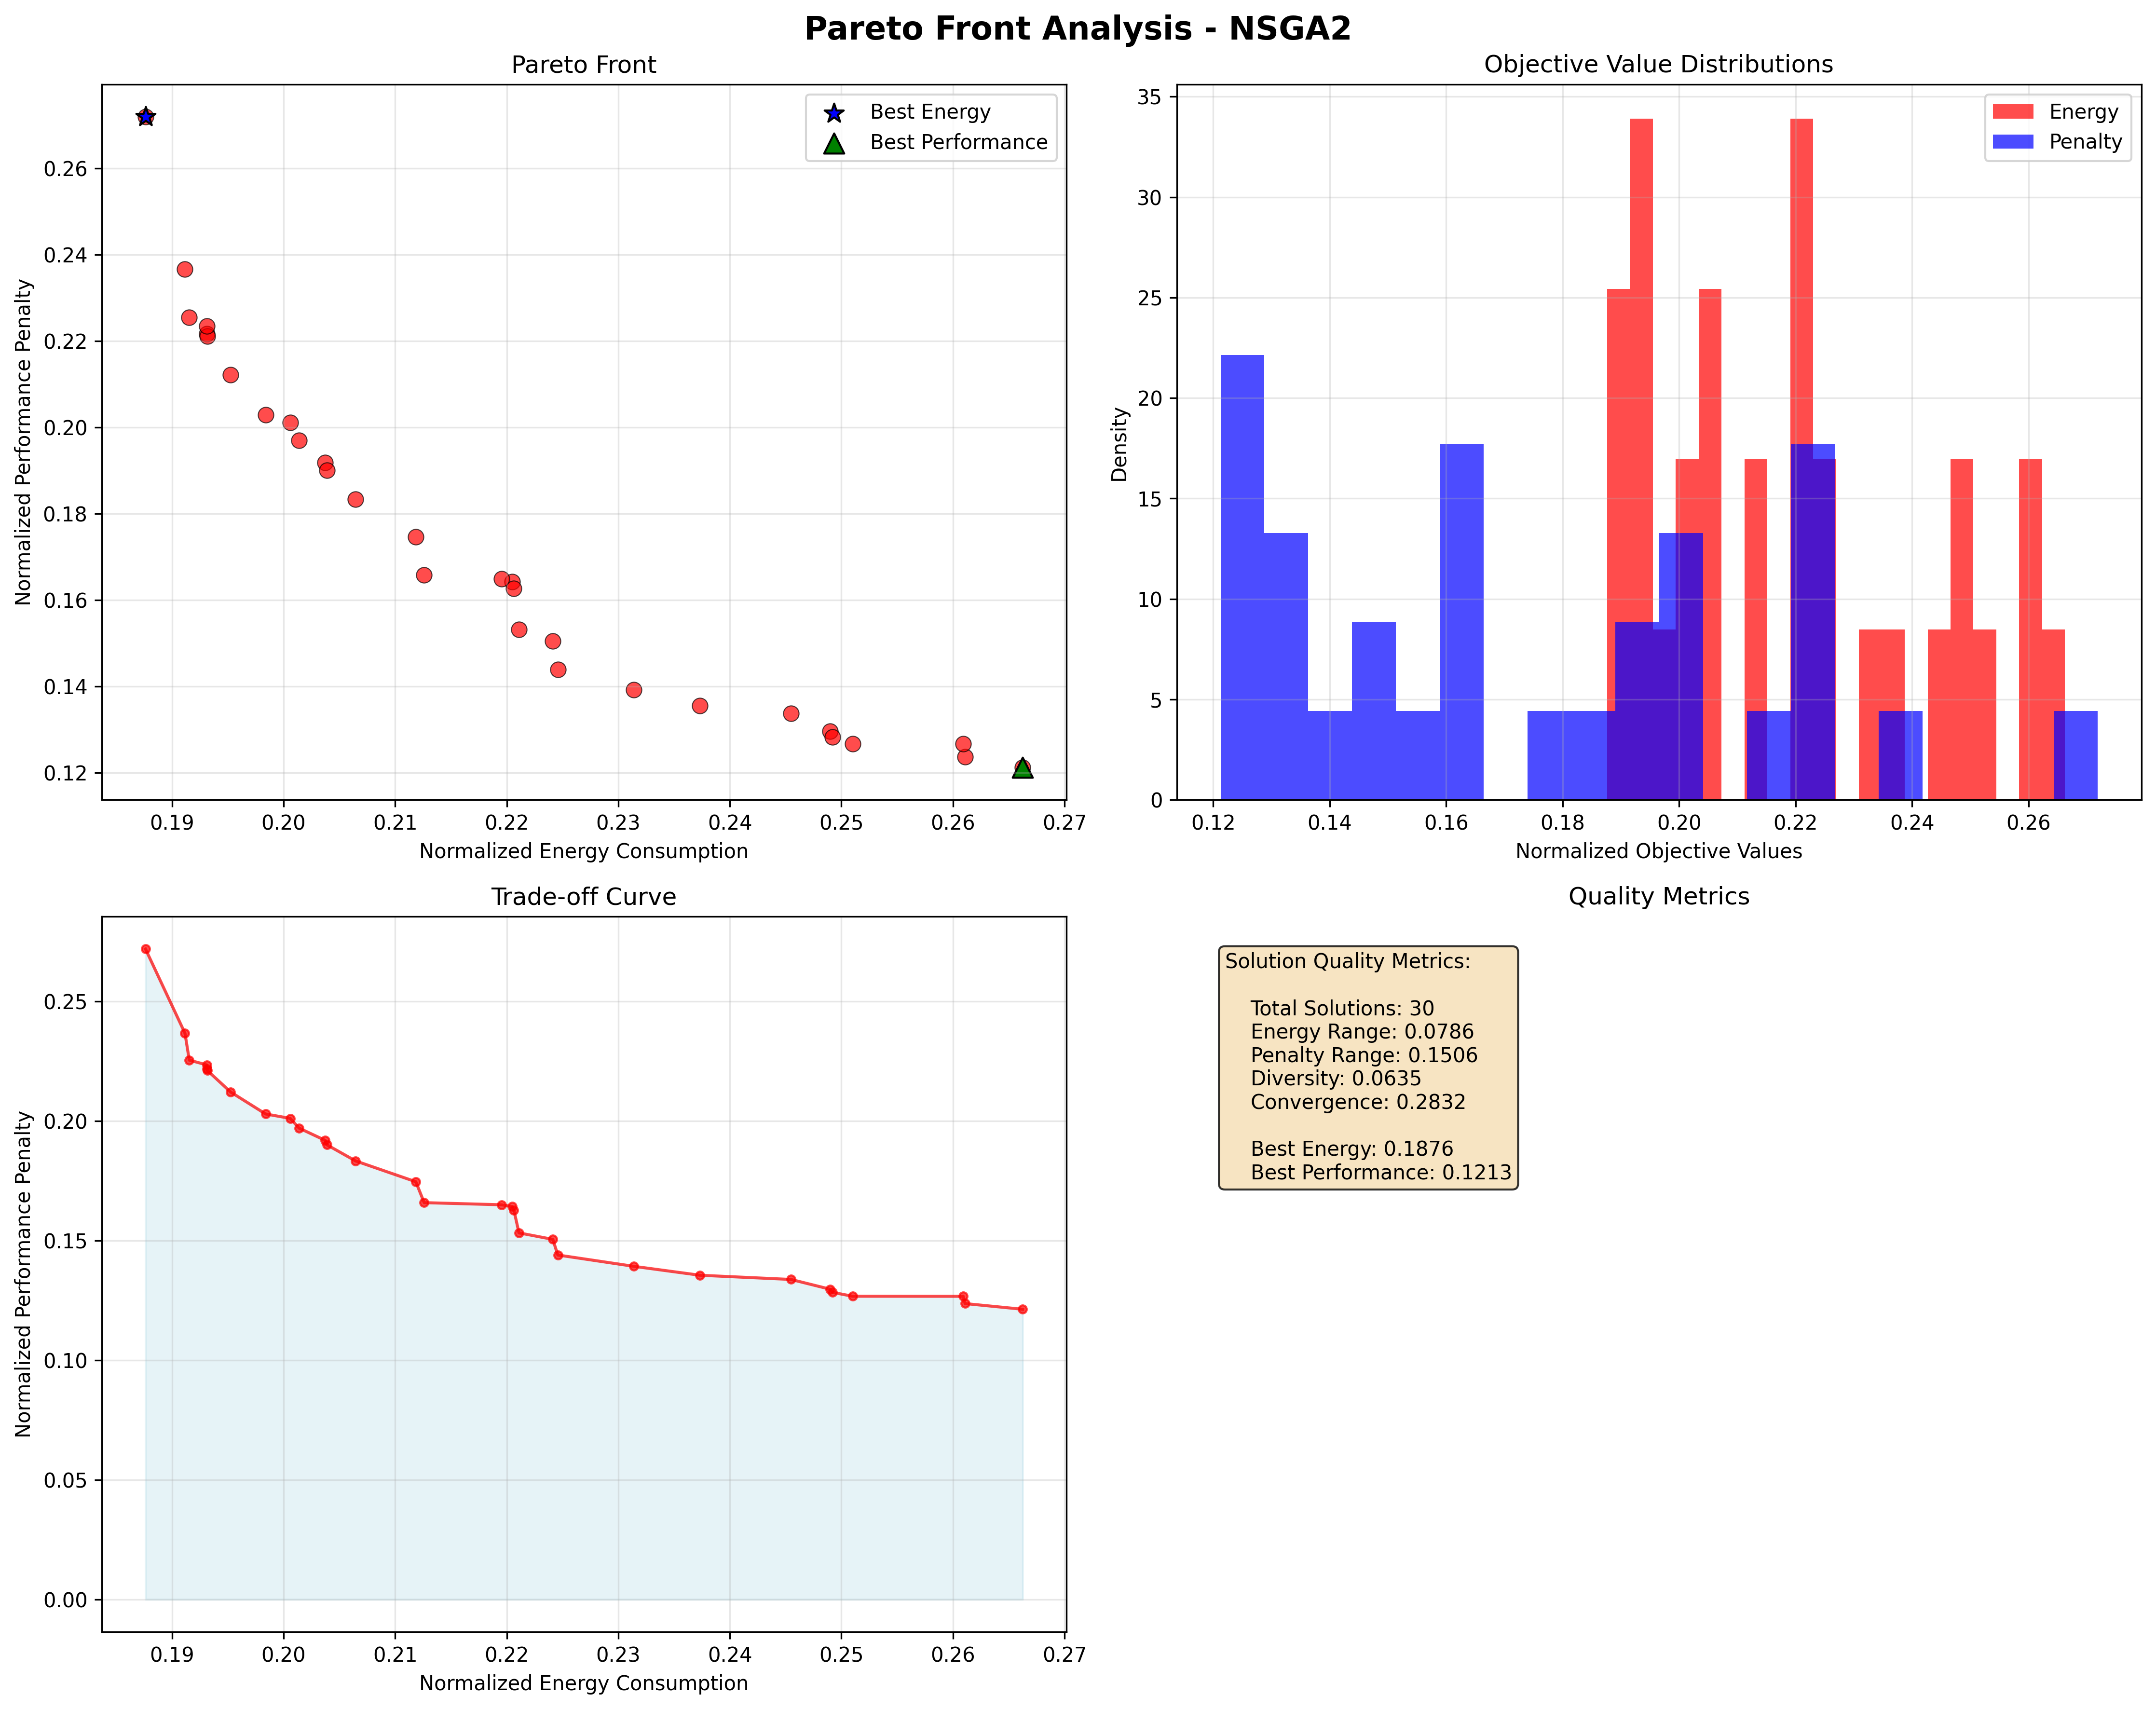 Pareto Front Analysis - NSGA2
Pareto Front
Best Energy
Best Performance
0.26
0.24
0.22
0.20
0.18
0.16
0.14
0.12
Normalized Performance Penalty
0.19 0.20 0.21 0.22 0.23 0.24 0.25 0.26 0.27
Normalized Energy Consumption
Objective Value Distributions
Energy
Penalty
35
30
25
20
15
10
5
0
Density
0.12 0.14 0.16 0.18 0.20 0.22 0.24 0.26
Normalized Objective Values
Trade-off Curve
0.25
0.20
0.15
0.10
0.05
0.00
Normalized Performance Penalty
0.19 0.20 0.21 0.22 0.23 0.24 0.25 0.26 0.27
Normalized Energy Consumption
Quality Metrics
Solution Quality Metrics:
Total Solutions: 30
Energy Range: 0.0786
Penalty Range: 0.1506
Diversity: 0.0635
Convergence: 0.2832
Best Energy: 0.1876
Best Performance: 0.1213